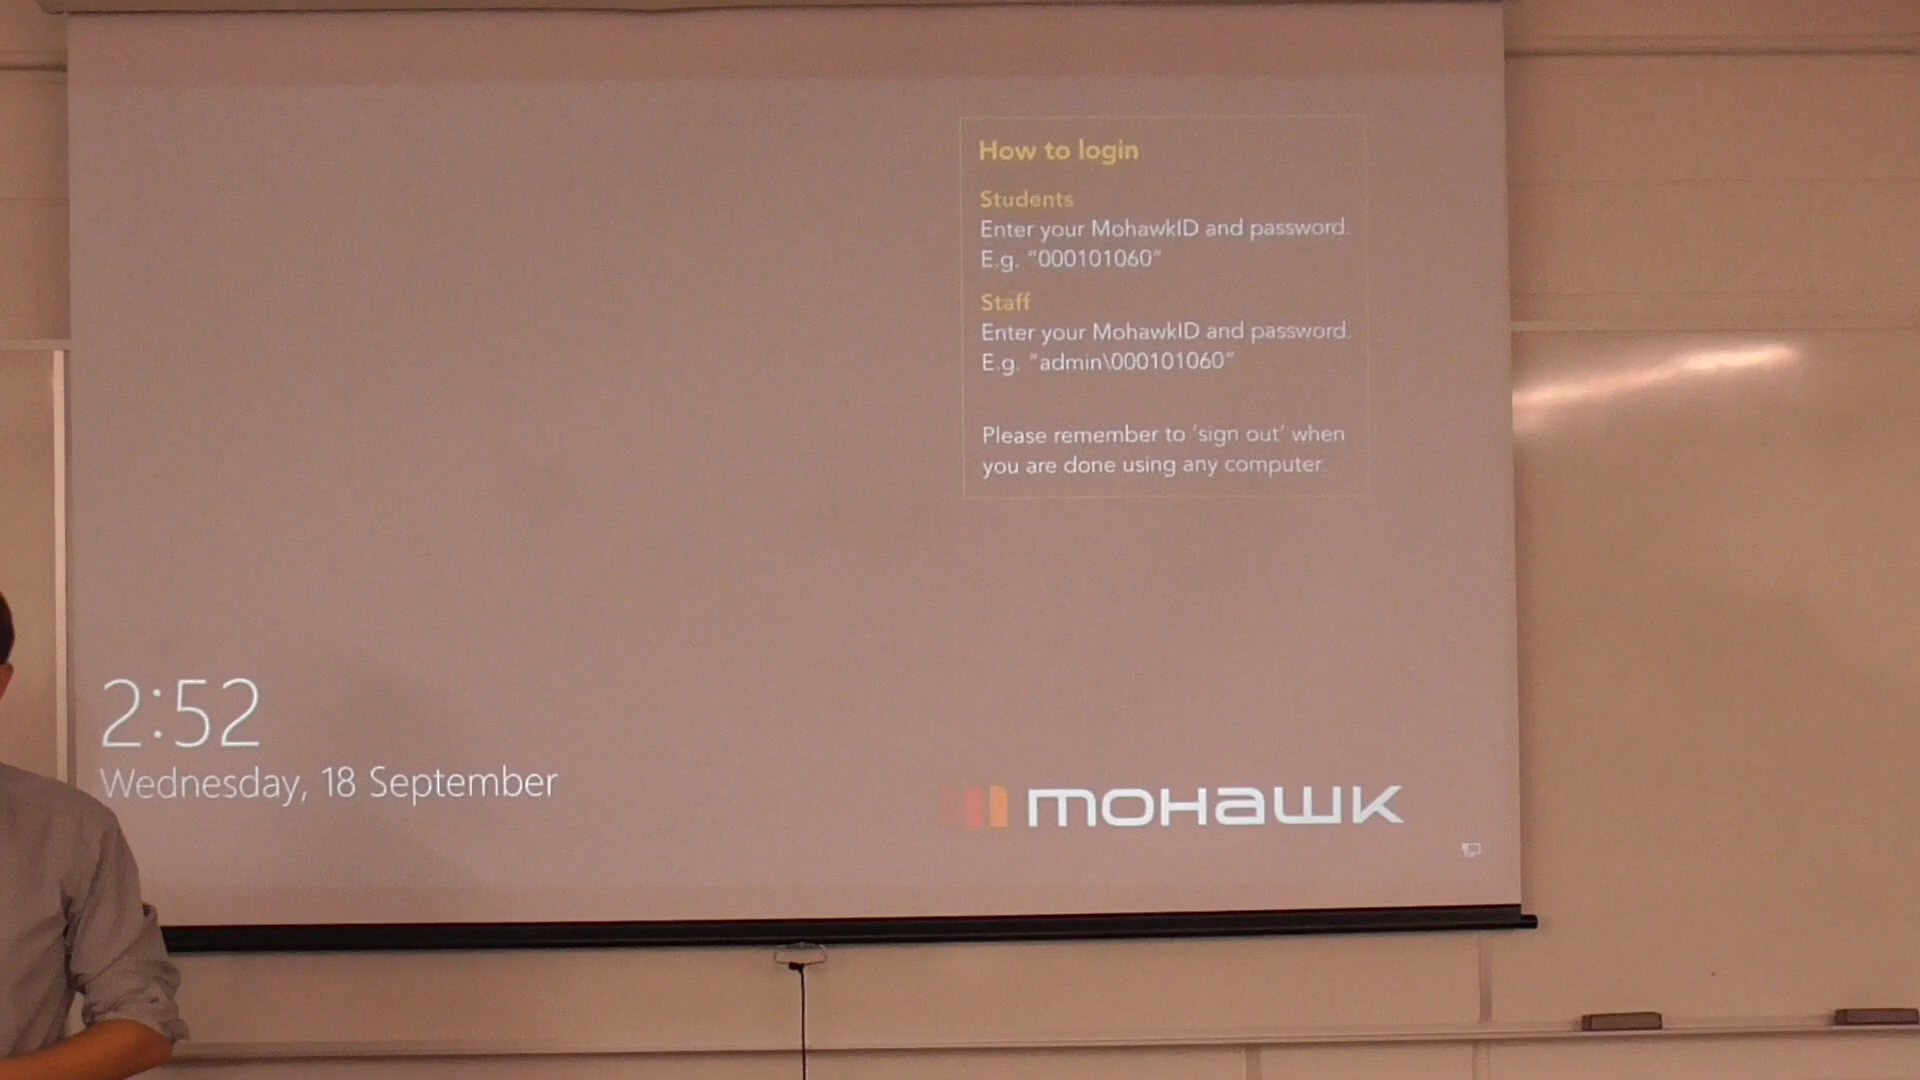 How to login
Students
Enter your MohawkID and password.
E.g. "000101060"
Staff
Enter your MohawkID and password.
E.g. "admin\000101060"
Please remember to 'sign out' when
you are done using any computer.
2:52
Wednesday, 18 September
mohawk